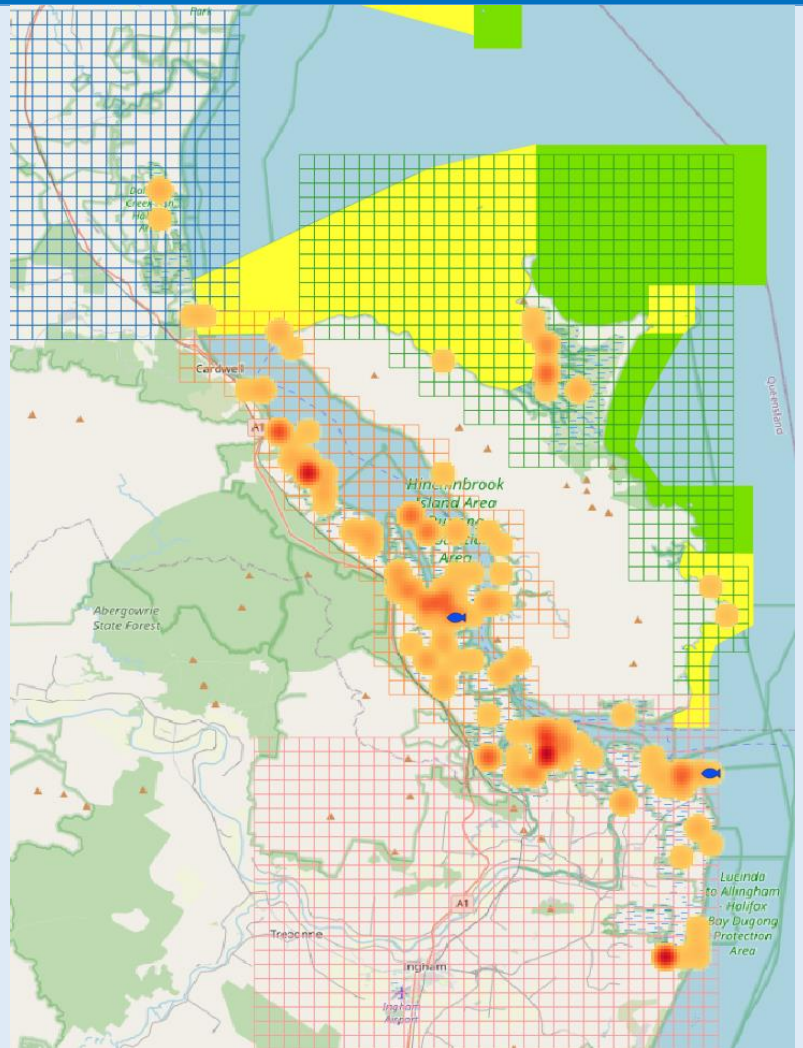 Park
Cardwell
A1
Queensland
Island Area
Area
Abergowrie
State Forest
Lucinda
to Allingham
- Halifax
Bay Dugong
Protection
Area
A1
Trebonne
Ingham
Ingham
Airport